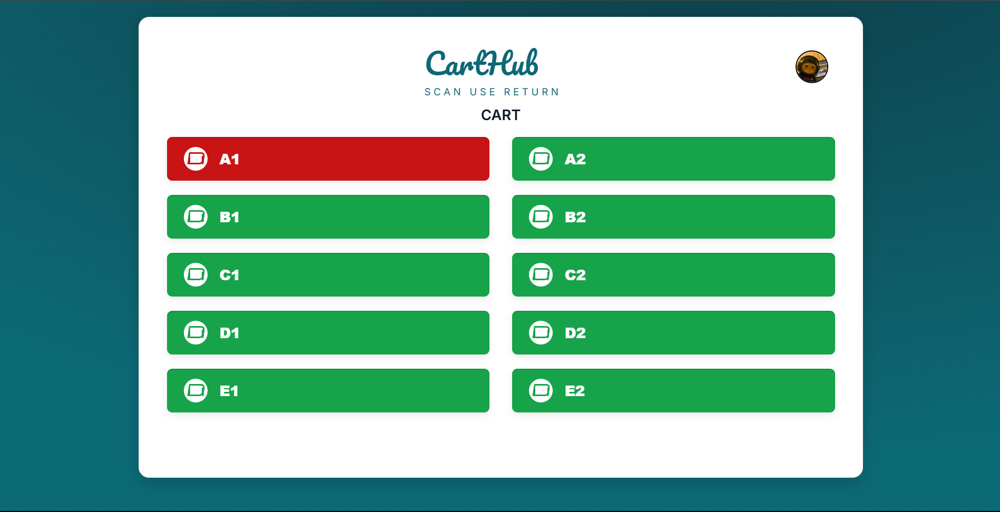 CartHub
SCAN USE RETURN
CART
A1
A2
B1
B2
C1
C2
D1
D2
E1
E2